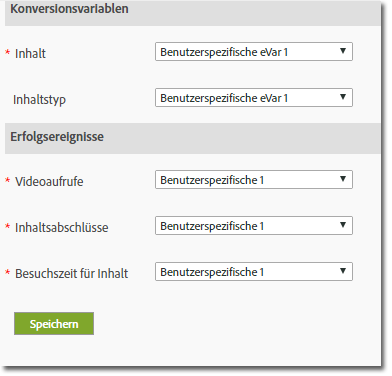 Konversionsvariablen
* Inhalt Benutzerspezifische eVar 1
Inhaltstyp Benutzerspezifische eVar 1
Erfolgsereignisse
* Videoaufrufe Benutzerspezifische 1
* Inhaltsabschlüsse Benutzerspezifische 1
* Besuchszeit für Inhalt Benutzerspezifische 1
Speichern